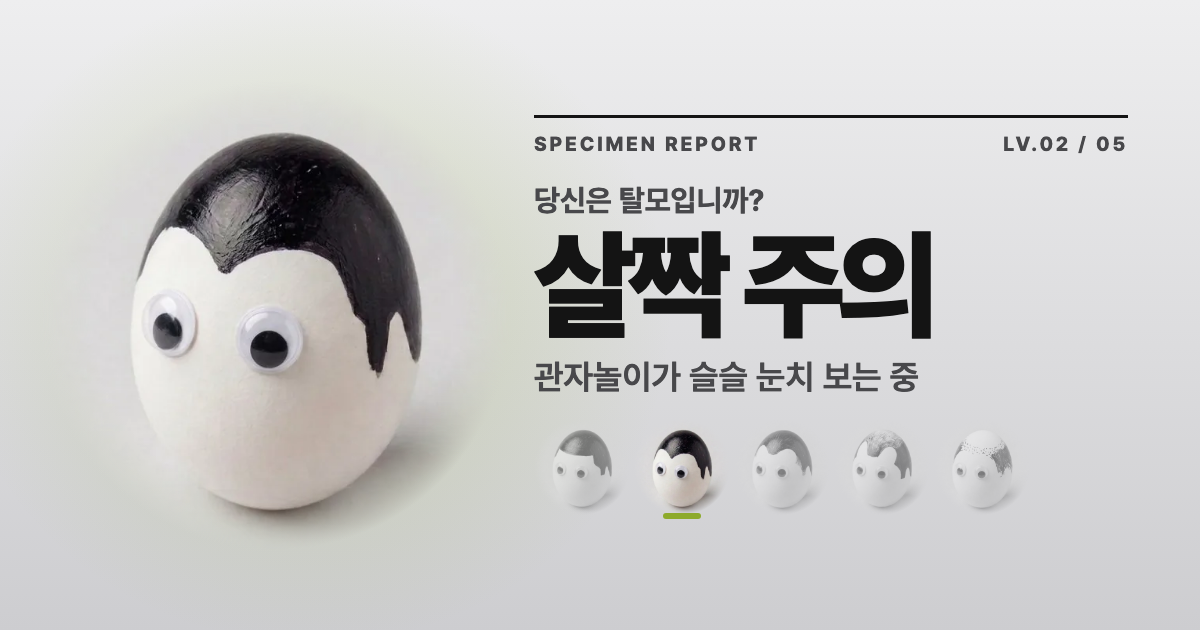 SPECIMEN REPORT
LV.02 / 05
당신은 탈모입니까?
살짝 주의
관자놀이가 슬슬 눈치 보는 중